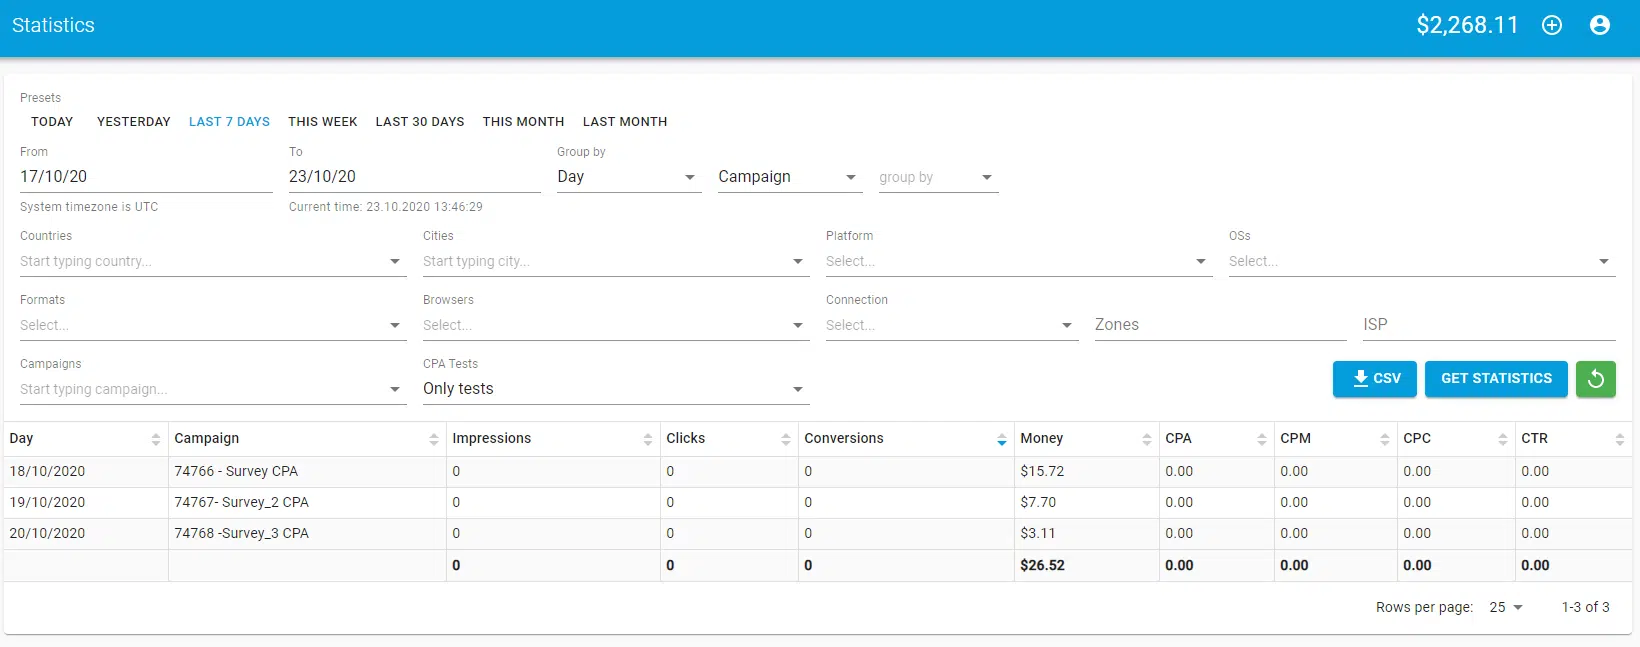 Statistics $2,268.11
Presets
TODAY YESTERDAY LAST 7 DAYS THIS WEEK LAST 30 DAYS THIS MONTH LAST MONTH
From To Group by
17/10/20 23/10/20 Day Campaign group by
System timezone is UTC Current time: 23.10.2020 13:46:29
Countries Cities Platform OSs
Start typing country... Start typing city... Select... Select...
Formats Browsers Connection
Select... Select... Select... Zones ISP
Campaigns CPA Tests
Start typing campaign... Only tests CSV GET STATISTICS
Day Campaign Impressions Clicks Conversions Money CPA CPM CPC CTR
18/10/2020 74766 - Survey CPA 0 0 0 $15.72 0.00 0.00 0.00 0.00
19/10/2020 74767- Survey_2 CPA 0 0 0 $7.70 0.00 0.00 0.00 0.00
20/10/2020 74768 -Survey_3 CPA 0 0 0 $3.11 0.00 0.00 0.00 0.00
0 0 0 $26.52 0.00 0.00 0.00 0.00
Rows per page: 25 1-3 of 3